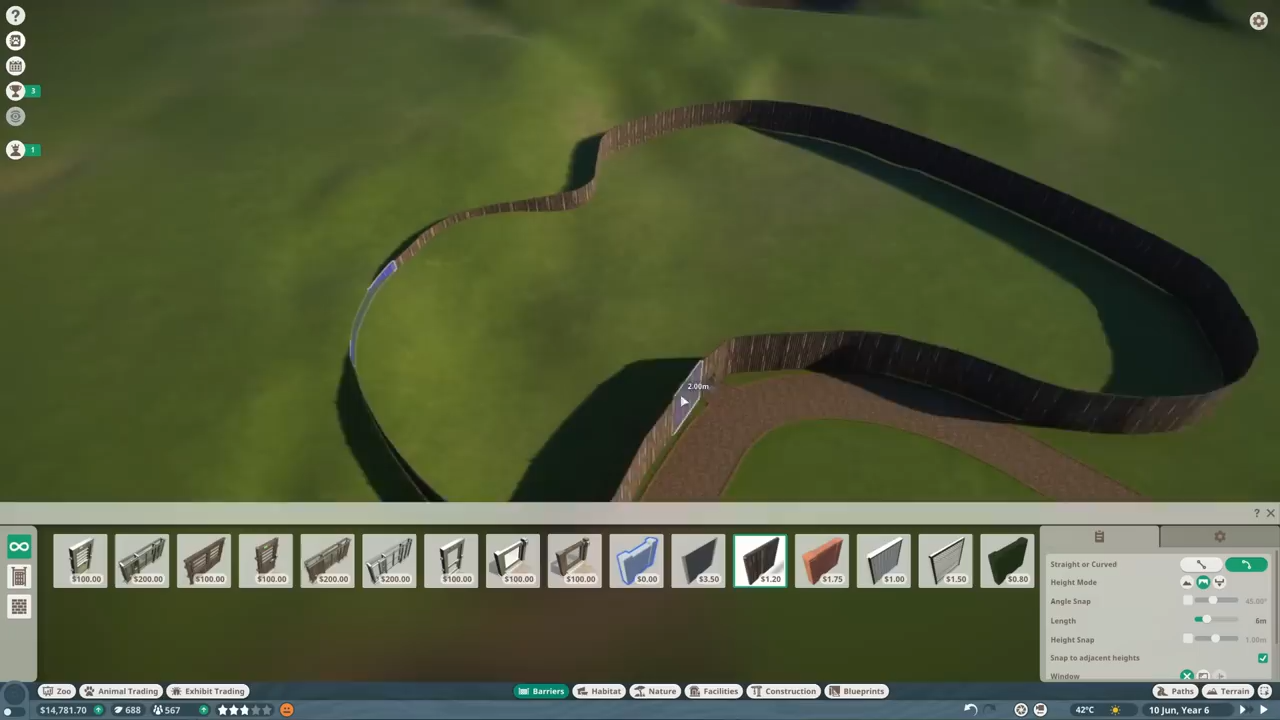 ?
3
1
2.00m
? ×
$100.00 $200.00 $100.00 $100.00 $200.00 $200.00 $100.00 $100.00 $100.00 $0.00 $3.50 $1.20 $1.75 $1.00 $1.50 $0.80
Straight or Curved
Height Mode
Angle Snap 45.00°
Length 6m
Height Snap 1.00m
Snap to adjacent heights
Window
Zoo Animal Trading Exhibit Trading Barriers Habitat Nature Facilities Construction Blueprints Paths Terrain
$14,781.70 688 567 42°C 10 Jun, Year 6